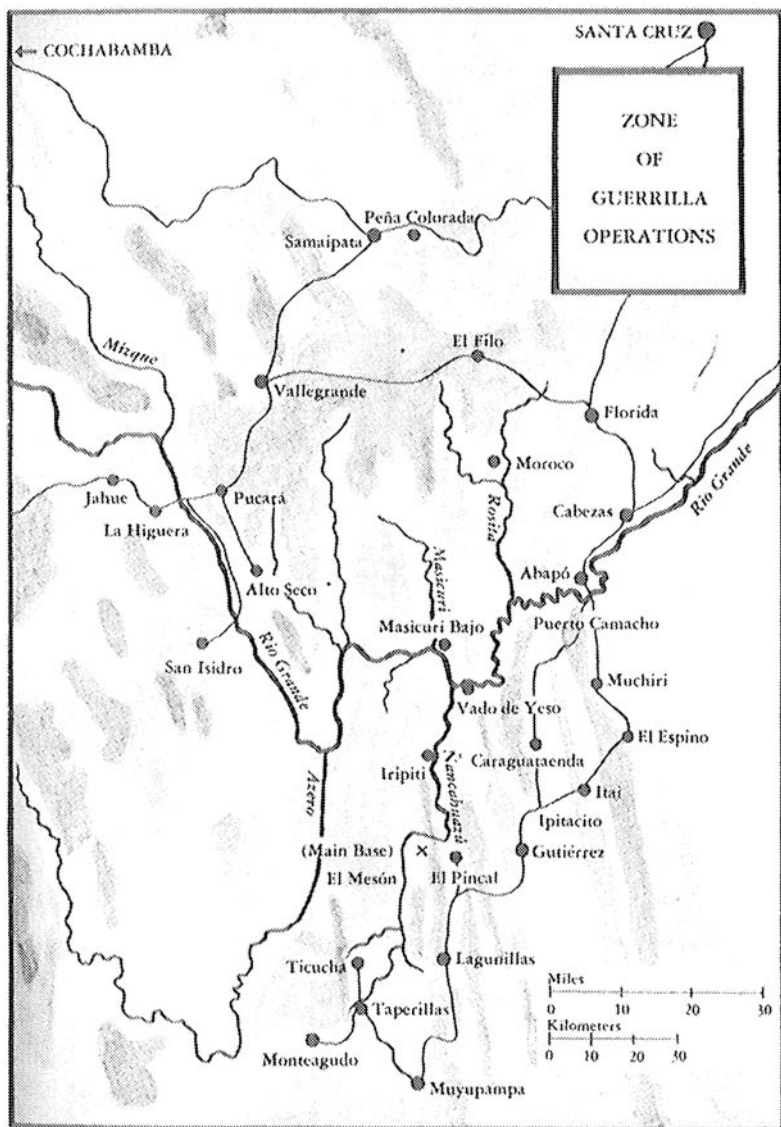 SANTA CRUZ
← COCHABAMBA
ZONE
OF
GUERRILLA
OPERATIONS
Peña Colorada
Samaipata
Mizque
El Filo
Vallegrande
Florida
Moroco
Jahue
Pucará
Rosita
Río Grande
La Higuera
Cabezas
Alto Seco
Masicuri
Abapó
Masicuri Bajo
Puerto Camacho
San Isidro
Río Grande
Vado de Yeso
Muchiri
El Espino
Iripiti
Ñancahuazú
Caraguataenda
Azero
Itai
Ipitacito
(Main Base) ×
El Pincal
Gutiérrez
El Mesón
Ticucha
Lagunillas
Miles
0 10 20 30
Taperillas
Kilometers
0 10 20 30
Monteagudo
Muyupampa